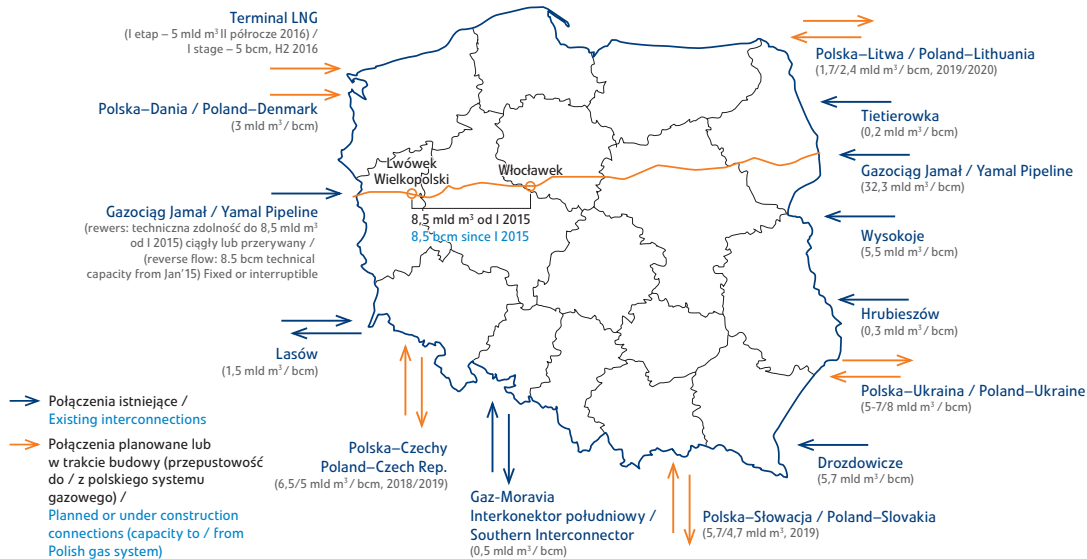 Terminal LNG
(I etap – 5 mld m³ II półrocze 2016) /
I stage – 5 bcm, H2 2016
Polska–Dania / Poland–Denmark
(3 mld m³ / bcm)
Gazociąg Jamał / Yamal Pipeline
(rewers: techniczna zdolność do 8,5 mld m³
od I 2015) ciągły lub przerywany /
(reverse flow: 8.5 bcm technical
capacity from Jan'15) Fixed or interruptible
Lasów
(1,5 mld m³ / bcm)
Lwówek
Wielkopolski
Włocławek
8,5 mld m³ od I 2015
8,5 bcm since I 2015
Polska–Litwa / Poland–Lithuania
(1,7/2,4 mld m³ / bcm, 2019/2020)
Tietierowka
(0,2 mld m³ / bcm)
Gazociąg Jamał / Yamal Pipeline
(32,3 mld m³ / bcm)
Wysokoje
(5,5 mld m³ / bcm)
Hrubieszów
(0,3 mld m³ / bcm)
Polska–Ukraina / Poland–Ukraine
(5-7/8 mld m³ / bcm)
Drozdowicze
(5,7 mld m³ / bcm)
Polska–Słowacja / Poland–Slovakia
(5,7/4,7 mld m³, 2019)
Gaz-Moravia
Interkonektor południowy /
Southern Interconnector
(0,5 mld m³ / bcm)
Polska–Czechy
Poland–Czech Rep.
(6,5/5 mld m³ / bcm, 2018/2019)
Połączenia istniejące /
Existing interconnections
Połączenia planowane lub
w trakcie budowy (przepustowość
do / z polskiego systemu
gazowego) /
Planned or under construction
connections (capacity to / from
Polish gas system)